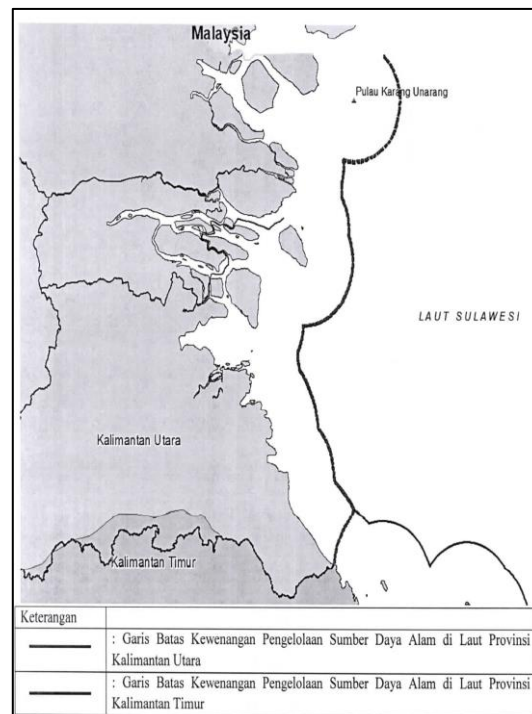 Malaysia
Pulau Karang Unarang
LAUT SULAWESI
Kalimantan Utara
Kalimantan Timur
Keterangan
: Garis Batas Kewenangan Pengelolaan Sumber Daya Alam di Laut Provinsi
Kalimantan Utara
: Garis Batas Kewenangan Pengelolaan Sumber Daya Alam di Laut Provinsi
Kalimantan Timur